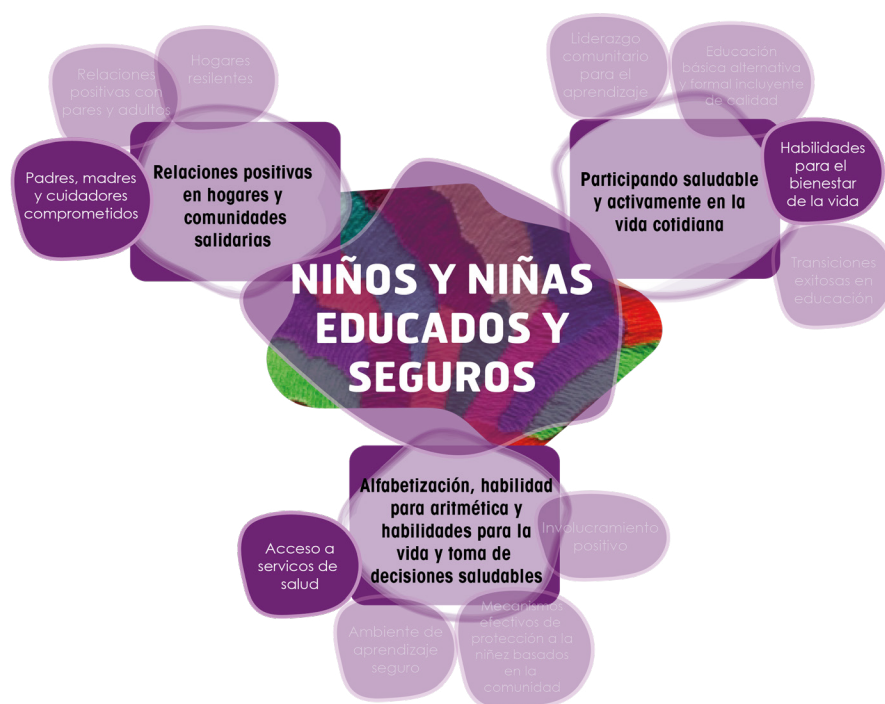 Relaciones
positivas con
pares y adultos
Hogares
resilentes
Padres, madres
y cuidadores
comprometidos
Relaciones positivas
en hogares y
comunidades
salidarias
Liderazgo
comunitario
para el
aprendizaje
Educación
básica alternativa
y formal incluyente
de calidad
Participando saludable
y activamente en la
vida cotidiana
Habilidades
para el
bienestar
de la vida
Transiciones
exitosas en
educación
NIÑOS Y NIÑAS
EDUCADOS Y
SEGUROS
Alfabetización, habilidad
para aritmética y
habilidades para la
vida y toma de
decisiones saludables
Acceso a
servicos de
salud
Involucramiento
positivo
Ambiente de
aprendizaje
seguro
Mecanismos
efectivos de
protección a la
niñez basados
en la
comunidad